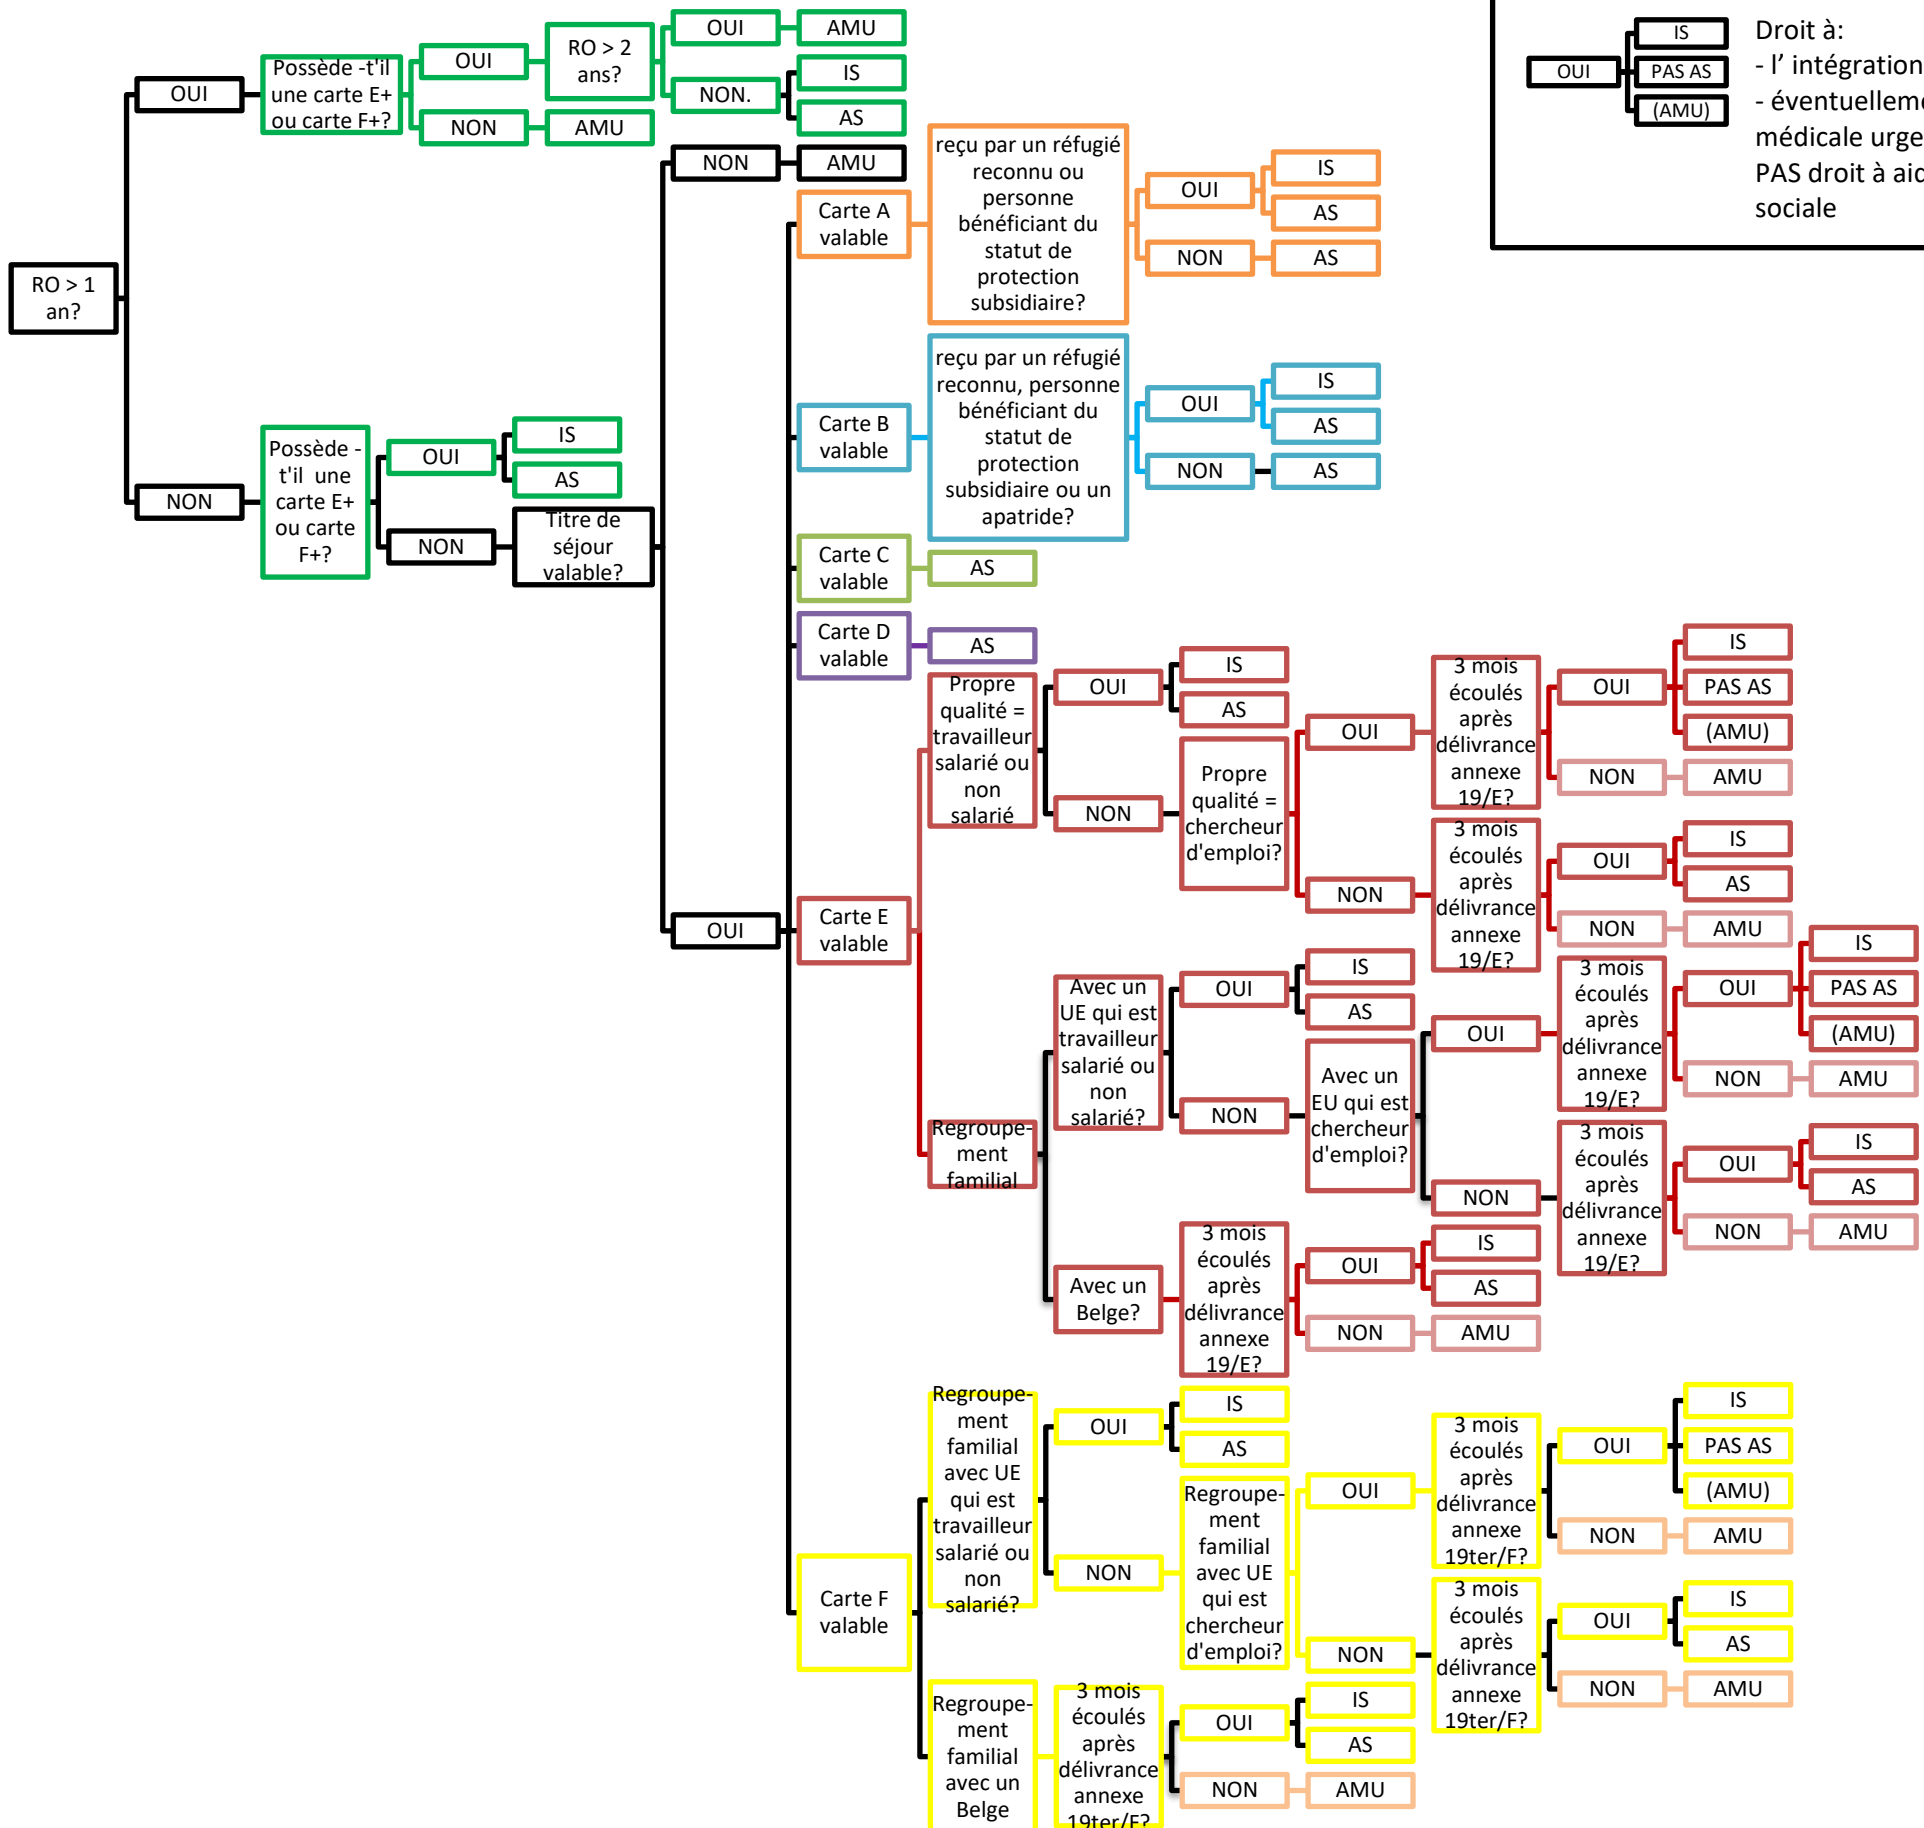 RO > 1
an?
OUI
Possède -t'il
une carte E+
ou carte F+?
OUI
RO > 2
ans?
OUI
AMU
NON.
IS
AS
NON
AMU
NON
Possède -
t'il une
carte E+
ou carte
F+?
OUI
IS
AS
NON
Titre de
séjour
valable?
NON
AMU
OUI
Carte A
valable
reçu par un réfugié
reconnu ou
personne
bénéficiant du
statut de
protection
subsidiaire?
OUI
IS
AS
NON
AS
Carte B
valable
reçu par un réfugié
reconnu, personne
bénéficiant du
statut de
protection
subsidiaire ou un
apatride?
OUI
IS
AS
NON
AS
Carte C
valable
AS
Carte D
valable
AS
Carte E
valable
Propre
qualité =
travailleur
salarié ou
non
salarié
OUI
IS
AS
NON
Propre
qualité =
chercheur
d'emploi?
OUI
3 mois
écoulés
après
délivrance
annexe
19/E?
OUI
IS
PAS AS
(AMU)
NON
AMU
NON
3 mois
écoulés
après
délivrance
annexe
19/E?
OUI
IS
AS
NON
AMU
Regroupe-
ment
familial
Avec un
UE qui est
travailleur
salarié ou
non
salarié?
OUI
IS
AS
NON
Avec un
EU qui est
chercheur
d'emploi?
OUI
3 mois
écoulés
après
délivrance
annexe
19/E?
OUI
IS
PAS AS
(AMU)
NON
AMU
NON
3 mois
écoulés
après
délivrance
annexe
19/E?
OUI
IS
AS
NON
AMU
Avec un
Belge?
3 mois
écoulés
après
délivrance
annexe
19/E?
OUI
IS
AS
NON
AMU
Carte F
valable
Regroupe-
ment
familial
avec UE
qui est
travailleur
salarié ou
non
salarié?
OUI
IS
AS
NON
Regroupe-
ment
familial
avec UE
qui est
chercheur
d'emploi?
OUI
3 mois
écoulés
après
délivrance
annexe
19ter/F?
OUI
IS
PAS AS
(AMU)
NON
AMU
NON
3 mois
écoulés
après
délivrance
annexe
19ter/F?
OUI
IS
AS
NON
AMU
Regroupe-
ment
familial
avec un
Belge
3 mois
écoulés
après
délivrance
annexe
19ter/F?
OUI
IS
AS
NON
AMU
OUI
IS
PAS AS
(AMU)
Droit à:
- l' intégration
- éventuelleme
médicale urge
PAS droit à aid
sociale